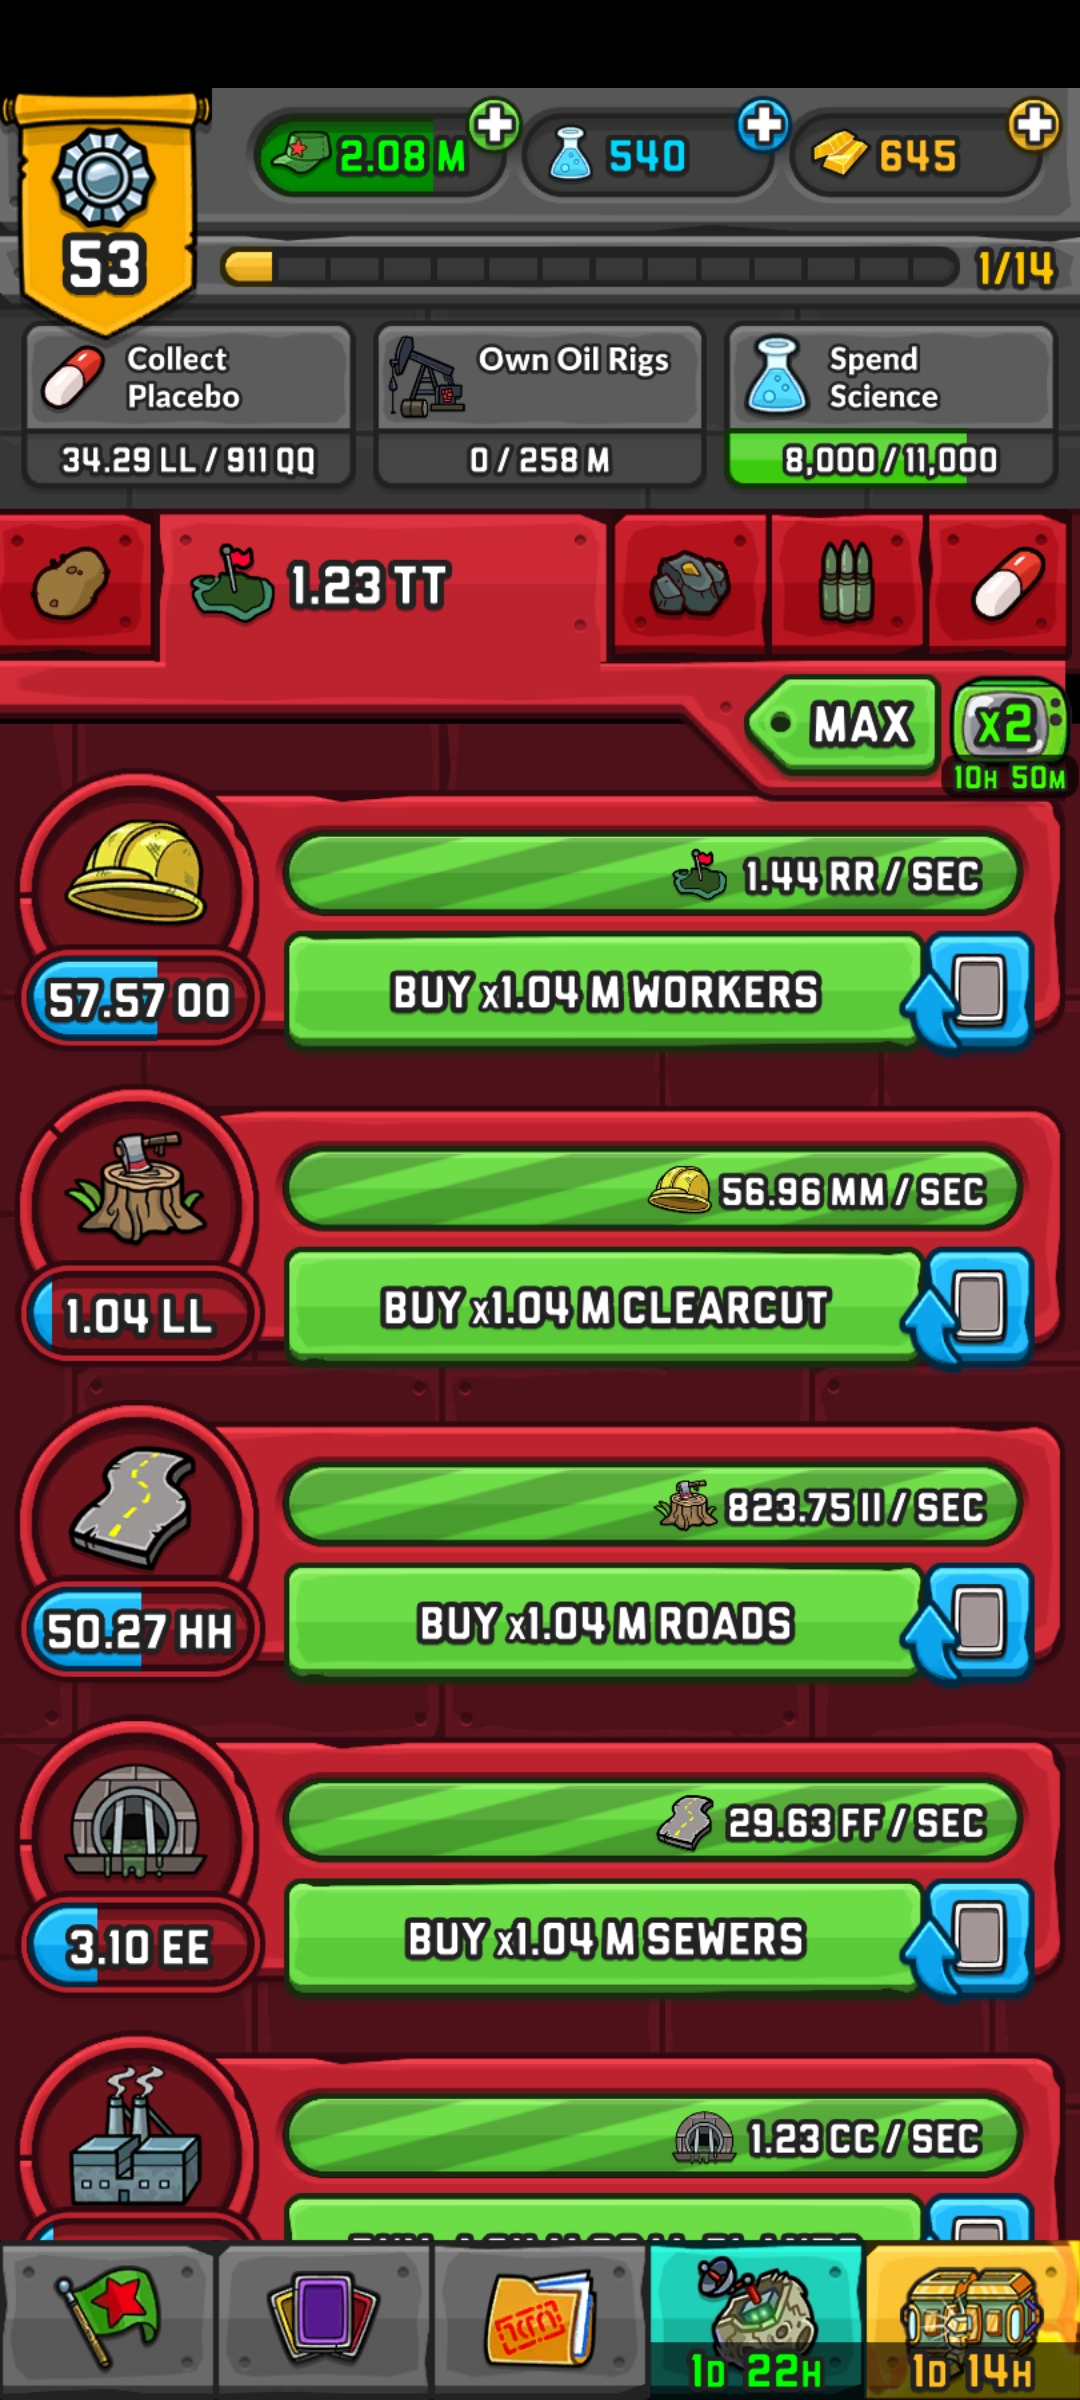 2.08 M
540
645
53
1/14
Collect
Placebo
34.29 LL / 911 QQ
Own Oil Rigs
0 / 258 M
Spend
Science
8,000 / 11,000
1.23 TT
MAX
x2
10H 50M
1.44 RR / SEC
57.57 OO
BUY x1.04 M WORKERS
56.96 MM / SEC
1.04 LL
BUY x1.04 M CLEARCUT
823.75 II / SEC
50.27 HH
BUY x1.04 M ROADS
29.63 FF / SEC
3.10 EE
BUY x1.04 M SEWERS
1.23 CC / SEC
1D 22H
1D 14H